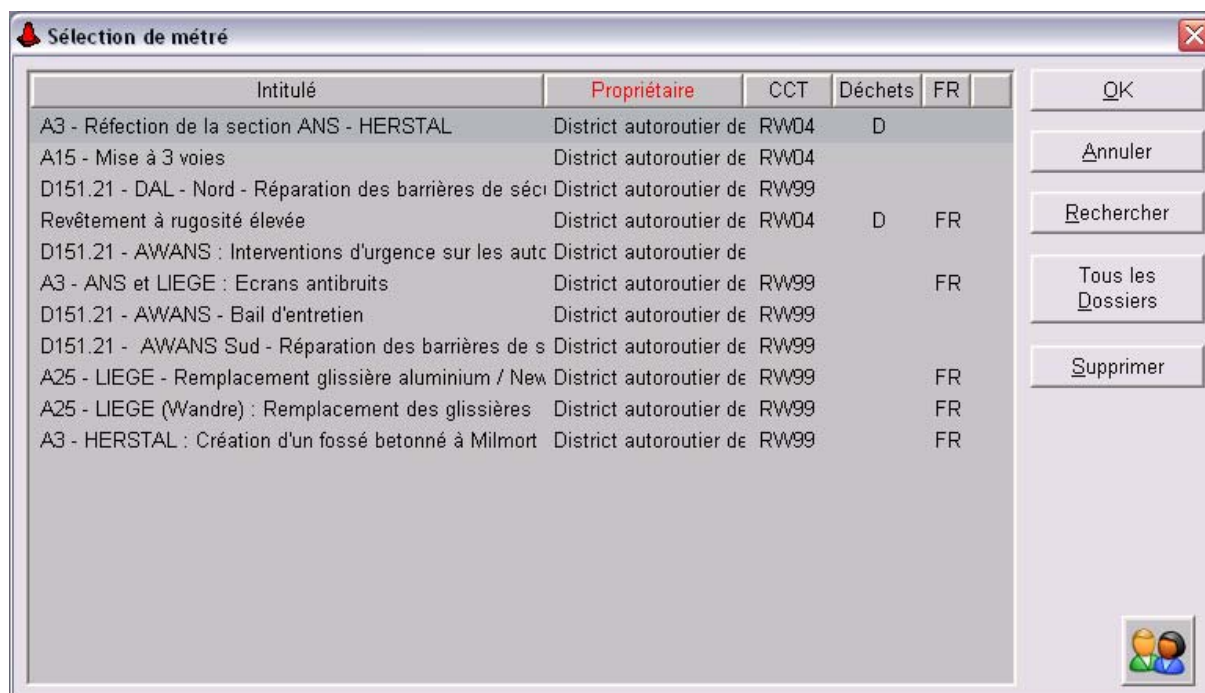 Sélection de métré
Intitulé Propriétaire CCT Déchets FR
A3 - Réfection de la section ANS - HERSTAL District autoroutier de RW04 D
A15 - Mise à 3 voies District autoroutier de RW04
D151.21 - DAL - Nord - Réparation des barrières de sécu District autoroutier de RW99
Revêtement à rugosité élevée District autoroutier de RW04 D FR
D151.21 - AWANS : Interventions d'urgence sur les auto District autoroutier de
A3 - ANS et LIEGE : Ecrans antibruits District autoroutier de RW99 FR
D151.21 - AWANS - Bail d'entretien District autoroutier de RW99
D151.21 - AWANS Sud - Réparation des barrières de s District autoroutier de RW99
A25 - LIEGE - Remplacement glissière aluminium / New District autoroutier de RW99 FR
A25 - LIEGE (Wandre) : Remplacement des glissières District autoroutier de RW99 FR
A3 - HERSTAL : Création d'un fossé betonné à Milmort District autoroutier de RW99 FR
OK
Annuler
Rechercher
Tous les
Dossiers
Supprimer